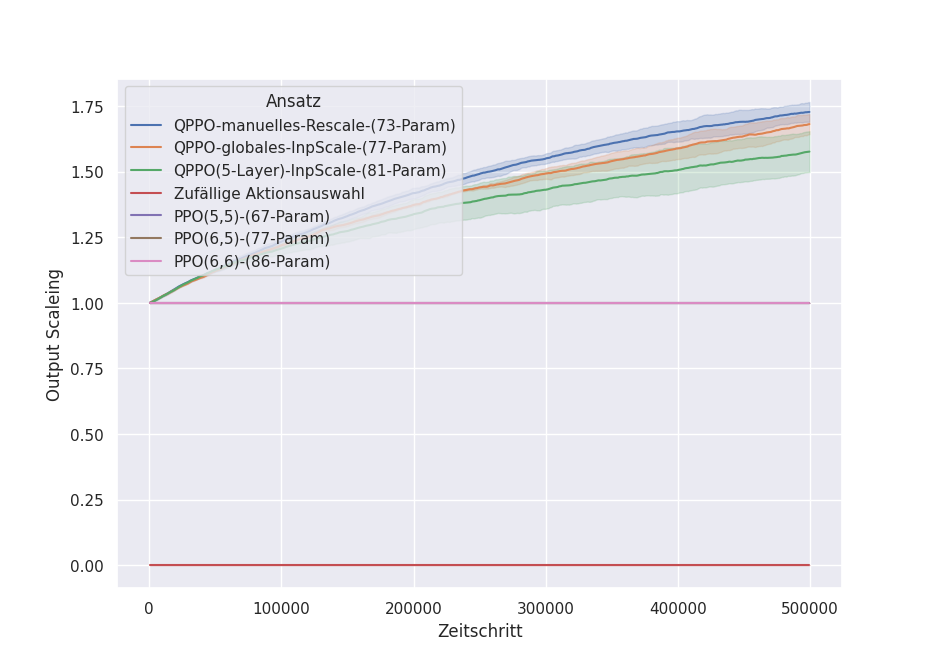 Ansatz
QPPO-manuelles-Rescale-(73-Param)
QPPO-globales-InpScale-(77-Param)
QPPO(5-Layer)-InpScale-(81-Param)
Zufällige Aktionsauswahl
PPO(5,5)-(67-Param)
PPO(6,5)-(77-Param)
PPO(6,6)-(86-Param)
1.75
1.50
1.25
1.00
0.75
0.50
0.25
0.00
Output Scaleing
0 100000 200000 300000 400000 500000
Zeitschritt